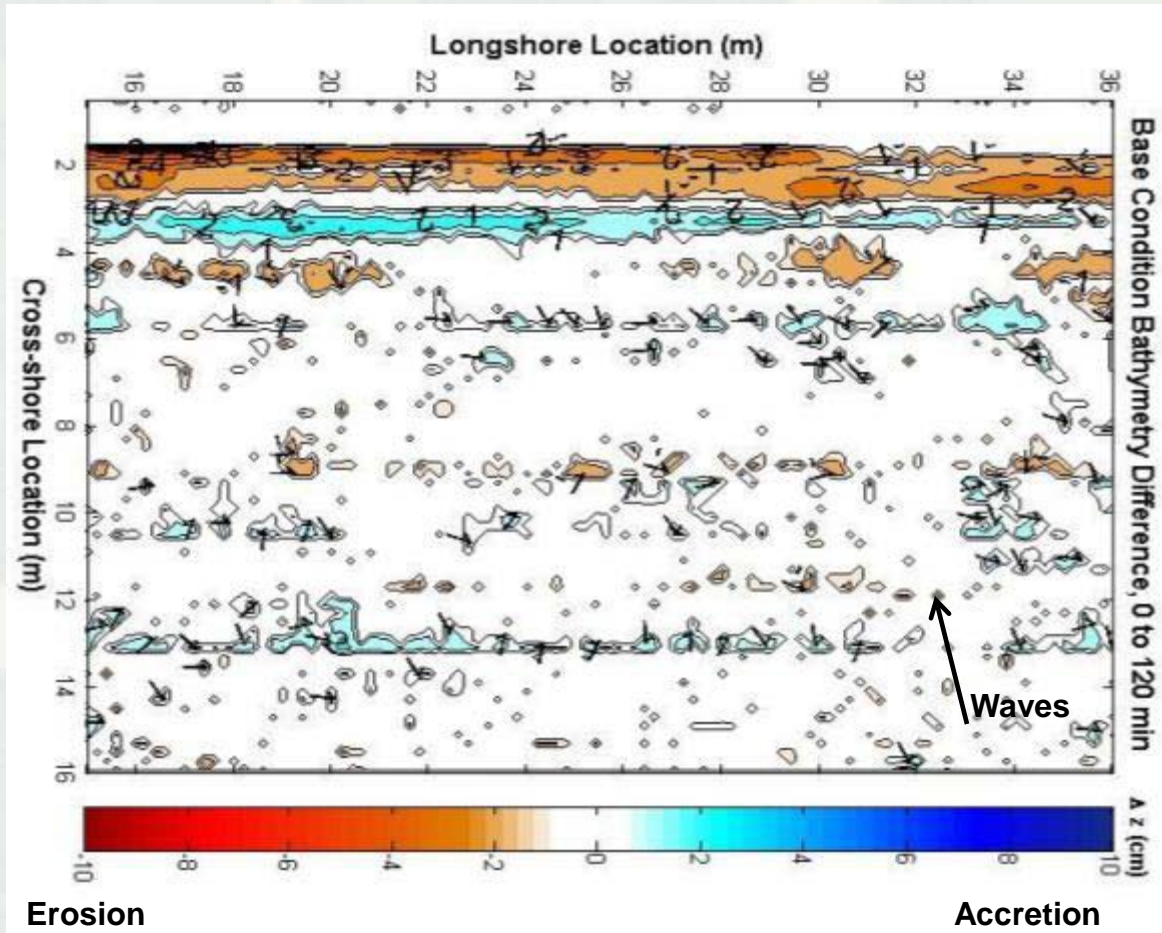 Longshore Location (m)
16 18 20 22 24 26 28 30 32 34 36
Base Condition Bathymetry Difference, 0 to 120 min
Cross-shore Location (m)
2
4
6
8
10
12
14
16
Waves
Δ z (cm)
-10 -8 -6 -4 -2 0 2 4 6 8 10
Erosion
Accretion